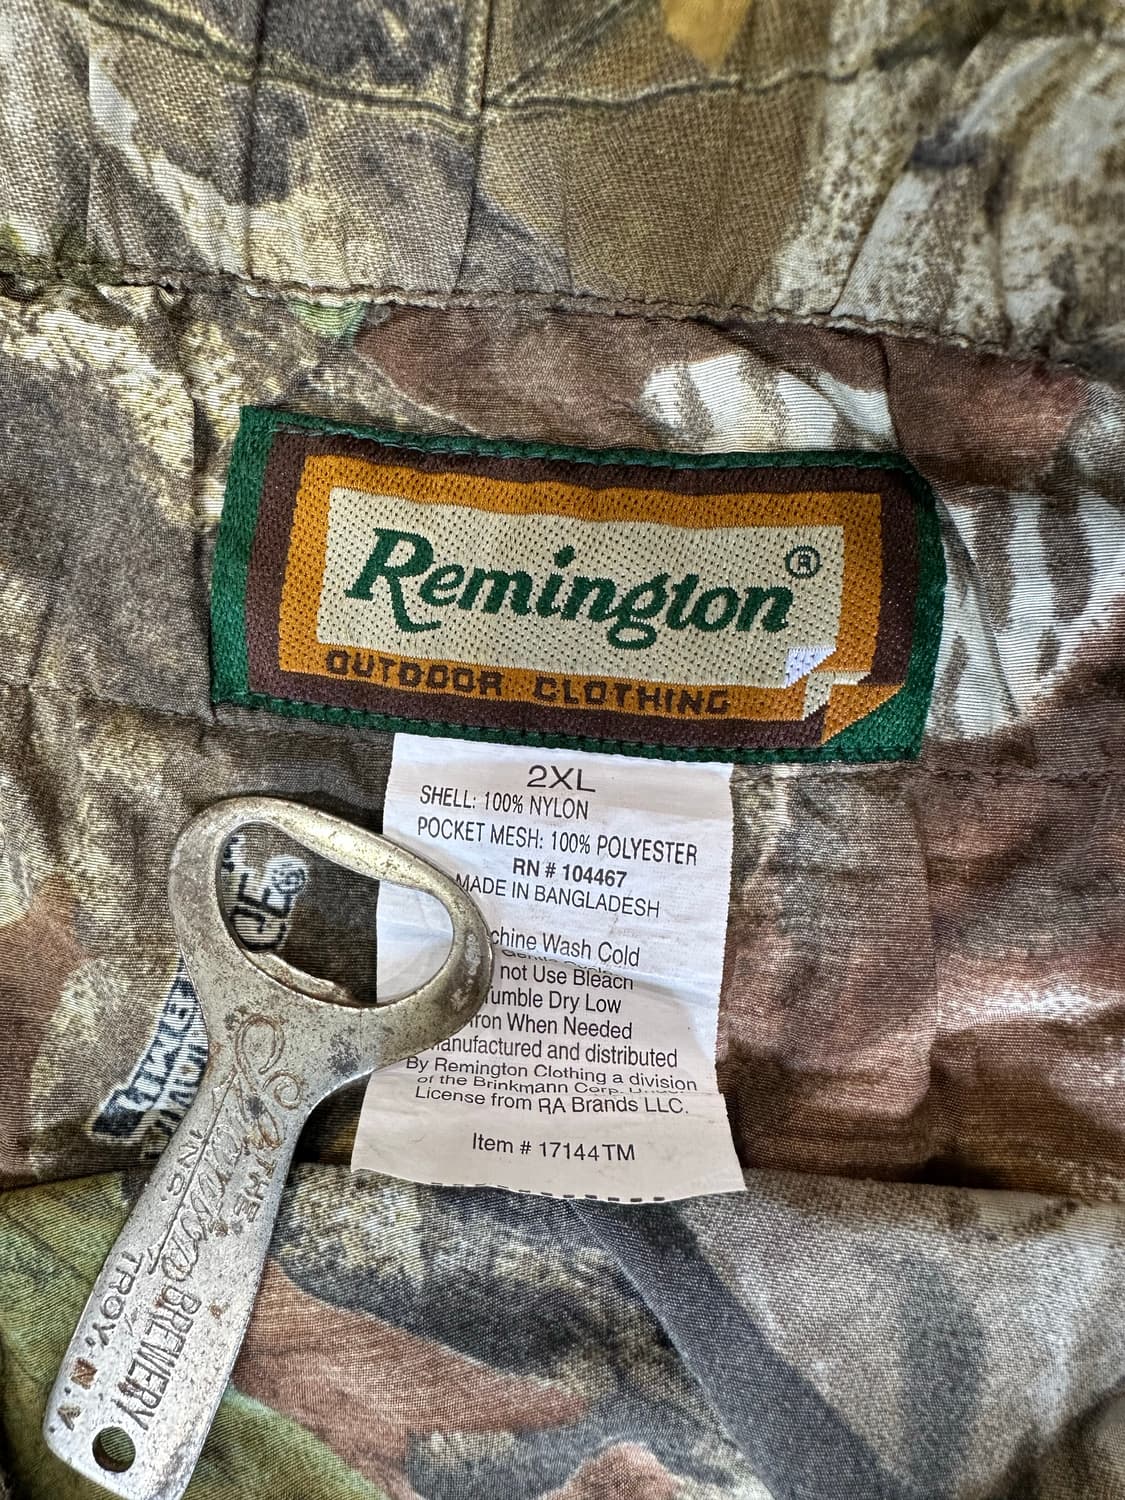 Remington®
OUTDOOR CLOTHING
2XL
SHELL: 100% NYLON
POCKET MESH: 100% POLYESTER
RN # 104467
MADE IN BANGLADESH
chine Wash Cold
not Use Bleach
Tumble Dry Low
Iron When Needed
anufactured and distributed
By Remington Clothing a division
of the Brinkmann Corp.
License from RA Brands LLC.
Item # 17144TM
THE
BREWERY
INC.
TROY, N.Y